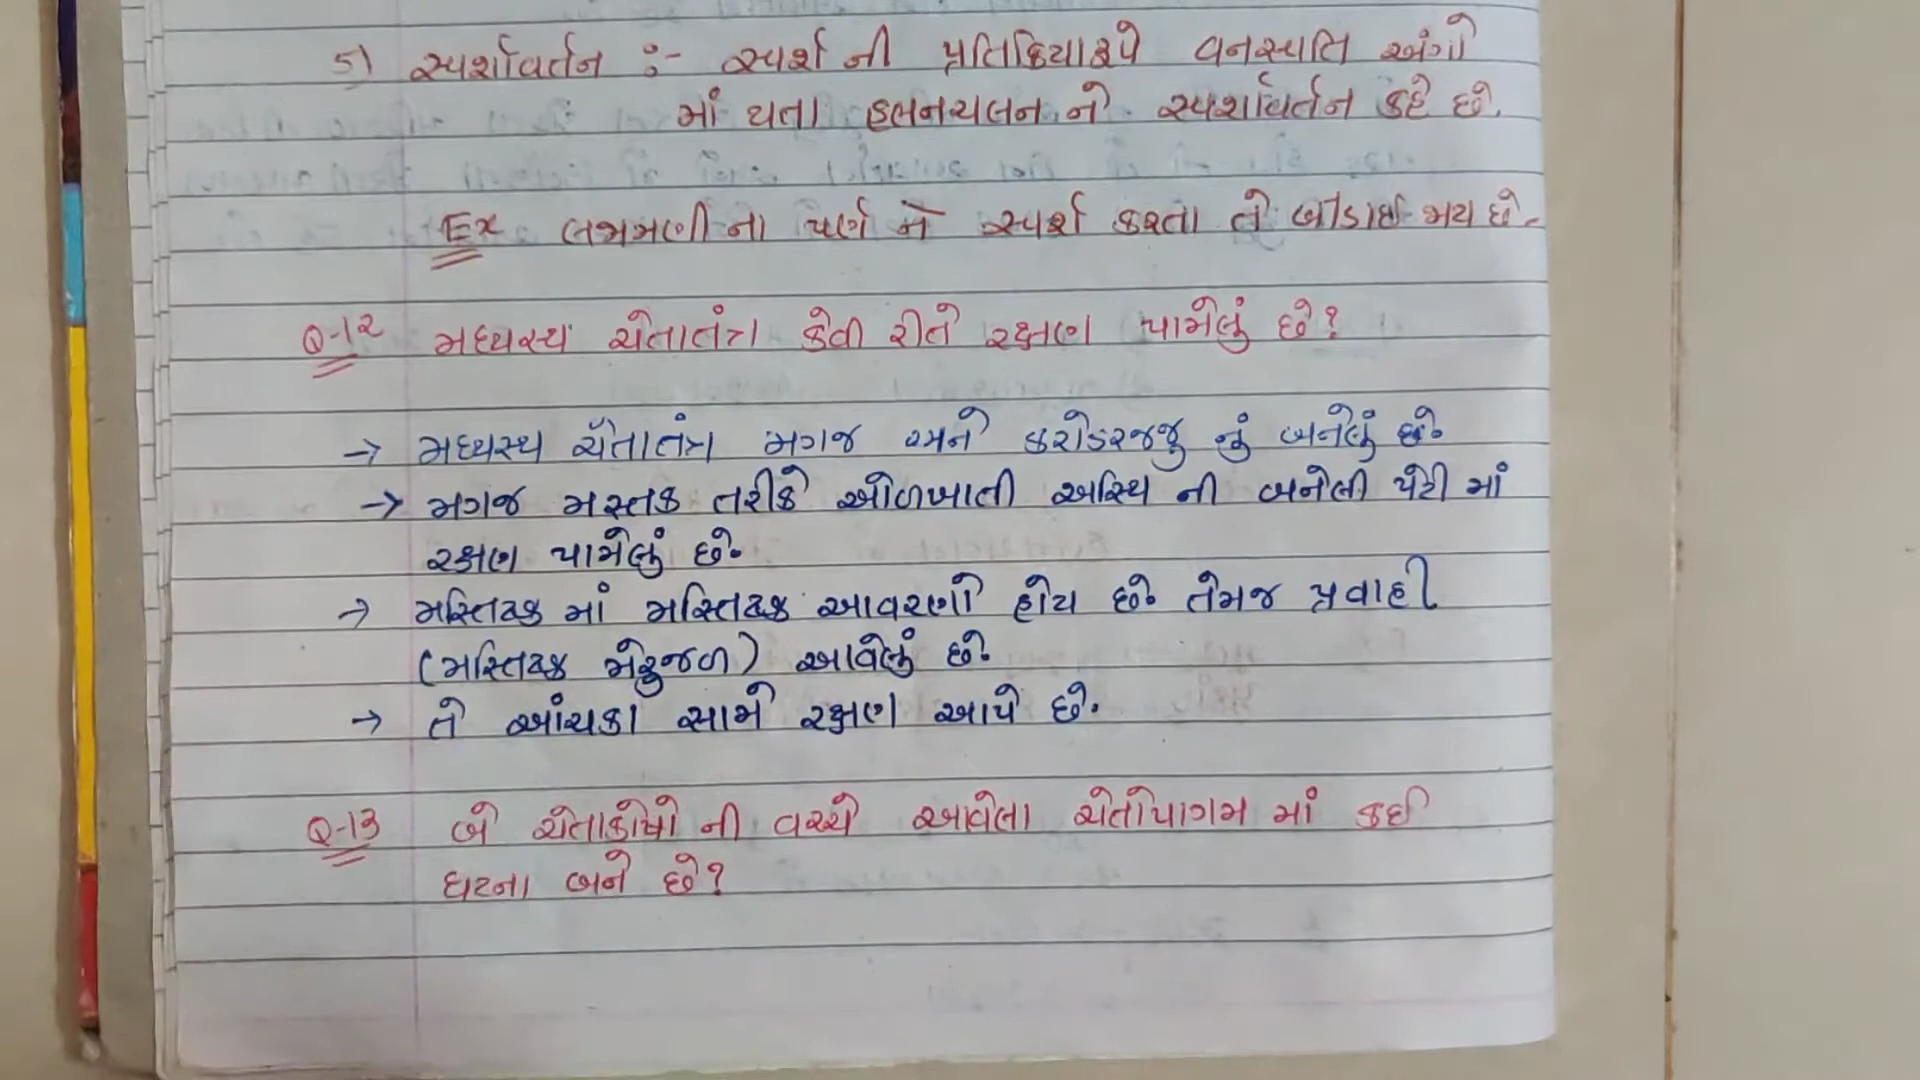 5) સ્પર્શાવર્તન :- સ્પર્શ ની પ્રતિક્રિયારૂપે વનસ્પતિ અંગો
માં થતા હલનચલન ને સ્પર્શાવર્તન કહે છે.
Ex લજામણી ના પર્ણ ને સ્પર્શ કરતા તે બીડાઈ જાય છે.
Q-12 મધ્યસ્થ ચેતાતંત્ર કેવી રીતે રક્ષણ પામેલું છે?
→ મધ્યસ્થ ચેતાતંત્ર મગજ અને કરોડરજ્જુ નું બનેલું છે.
→ મગજ મસ્તક તરીકે ઓળખાતી અસ્થિ ની બનેલી પેટી માં
રક્ષણ પામેલું છે.
→ મસ્તિષ્ક માં મસ્તિષ્ક આવરણો હોય છે. તેમજ પ્રવાહી
(મસ્તિષ્ક મેરુજળ) આવેલું છે.
→ તે આંચકા સામે રક્ષણ આપે છે.
Q-13 બે ચેતાકોષો ની વચ્ચે આવેલા ચેતોપાગમ માં કઈ
ઘટના બને છે?